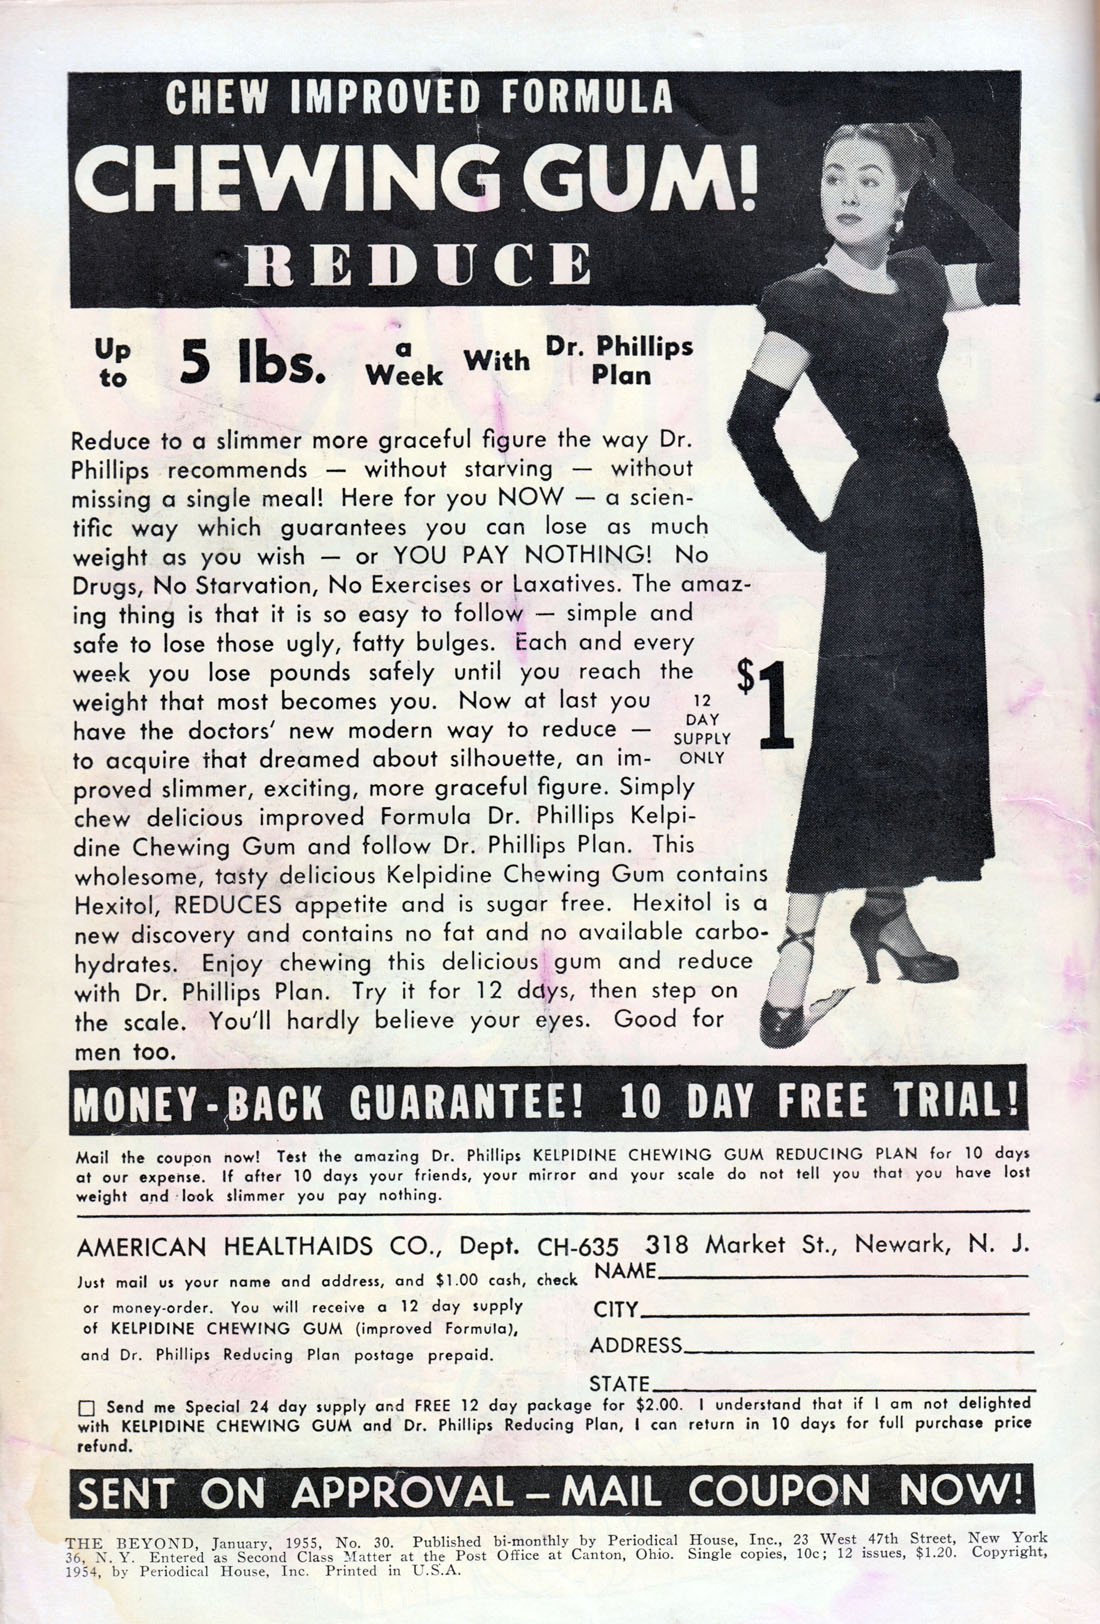 CHEW IMPROVED FORMULA
CHEWING GUM!
REDUCE
Up to 5 lbs. a Week With Dr. Phillips Plan
Reduce to a slimmer more graceful figure the way Dr.
Phillips recommends — without starving — without
missing a single meal! Here for you NOW — a scien-
tific way which guarantees you can lose as much
weight as you wish — or YOU PAY NOTHING! No
Drugs, No Starvation, No Exercises or Laxatives. The amaz-
ing thing is that it is so easy to follow — simple and
safe to lose those ugly, fatty bulges. Each and every
week you lose pounds safely until you reach the
weight that most becomes you. Now at last you
have the doctors' new modern way to reduce —
to acquire that dreamed about silhouette, an im-
proved slimmer, exciting, more graceful figure. Simply
chew delicious improved Formula Dr. Phillips Kelpi-
dine Chewing Gum and follow Dr. Phillips Plan. This
wholesome, tasty delicious Kelpidine Chewing Gum contains
Hexitol, REDUCES appetite and is sugar free. Hexitol is a
new discovery and contains no fat and no available carbo-
hydrates. Enjoy chewing this delicious gum and reduce
with Dr. Phillips Plan. Try it for 12 days, then step on
the scale. You'll hardly believe your eyes. Good for
men too.
12
DAY
SUPPLY
ONLY
$1
MONEY-BACK GUARANTEE! 10 DAY FREE TRIAL!
Mail the coupon now! Test the amazing Dr. Phillips KELPIDINE CHEWING GUM REDUCING PLAN for 10 days
at our expense. If after 10 days your friends, your mirror and your scale do not tell you that you have lost
weight and look slimmer you pay nothing.
AMERICAN HEALTHAIDS CO., Dept. CH-635 318 Market St., Newark, N. J.
Just mail us your name and address, and $1.00 cash, check
or money-order. You will receive a 12 day supply
of KELPIDINE CHEWING GUM (improved Formula),
and Dr. Phillips Reducing Plan postage prepaid.
NAME
CITY
ADDRESS
STATE
☐ Send me Special 24 day supply and FREE 12 day package for $2.00. I understand that if I am not delighted
with KELPIDINE CHEWING GUM and Dr. Phillips Reducing Plan, I can return in 10 days for full purchase price
refund.
SENT ON APPROVAL – MAIL COUPON NOW!
THE BEYOND, January, 1955, No. 30. Published bi-monthly by Periodical House, Inc., 23 West 47th Street, New York
36, N. Y. Entered as Second Class Matter at the Post Office at Canton, Ohio. Single copies, 10c; 12 issues, $1.20. Copyright,
1954, by Periodical House, Inc. Printed in U.S.A.